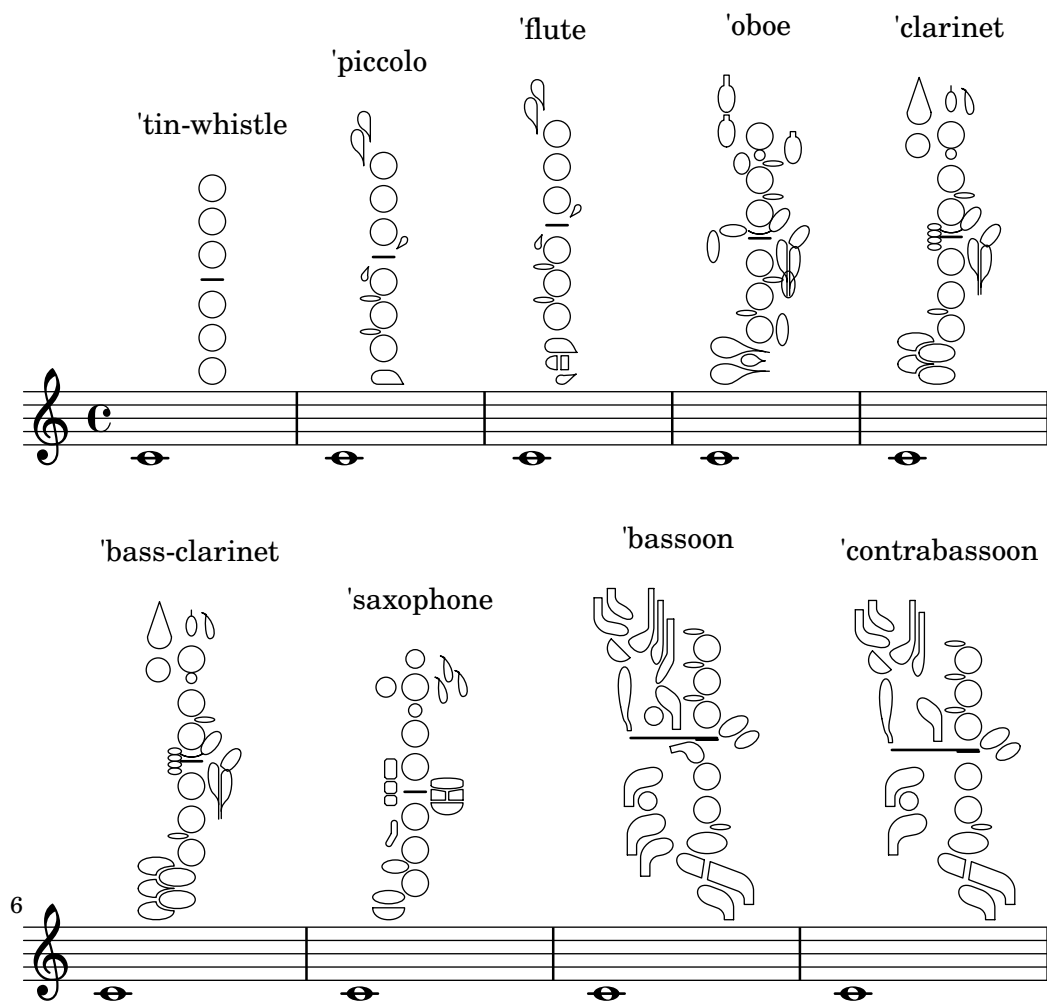 'tin-whistle
'piccolo
'flute
'oboe
'clarinet
6
'bass-clarinet
'saxophone
'bassoon
'contrabassoon